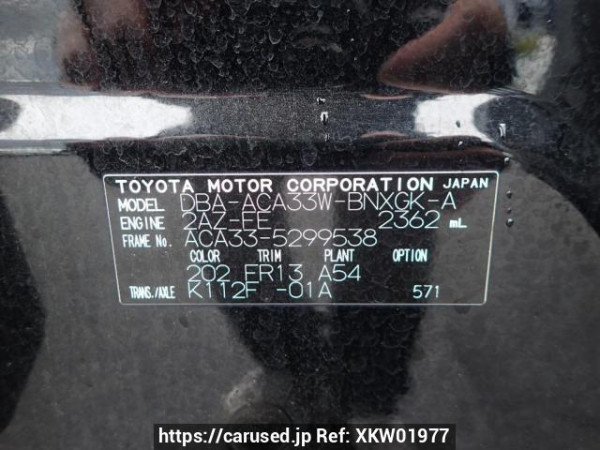 TOYOTA MOTOR CORPORATION JAPAN
MODEL DBA-ACA33W-BNXGK-A
ENGINE 2AZ-FE 2362 mL
FRAME No. ACA33-5299538
COLOR TRIM PLANT OPTION
202 FR13 A54
TRANS./AXLE K112F -01A 571
https://carused.jp Ref: XKW01977